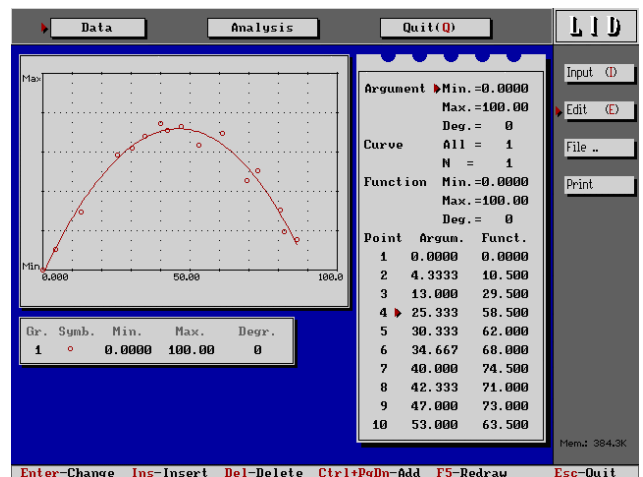 Data Analysis Quit(Q) LID
Input (I)
Edit (E)
File ..
Print
Max
Min
0.000 50.00 100.0
Gr. Symb. Min. Max. Degr.
1 0.0000 100.00 0
Argument Min.=0.0000
Max.=100.00
Deg.= 0
Curve All = 1
N = 1
Function Min.=0.0000
Max.=100.00
Deg.= 0
Point Argum. Funct.
1 0.0000 0.0000
2 4.3333 10.500
3 13.000 29.500
4 25.333 58.500
5 30.333 62.000
6 34.667 68.000
7 40.000 74.500
8 42.333 71.000
9 47.000 73.000
10 53.000 63.500
Mem.: 384.3K
Enter-Change Ins-Insert Del-Delete Ctrl+PgDn-Add F5-Redraw Esc-Quit